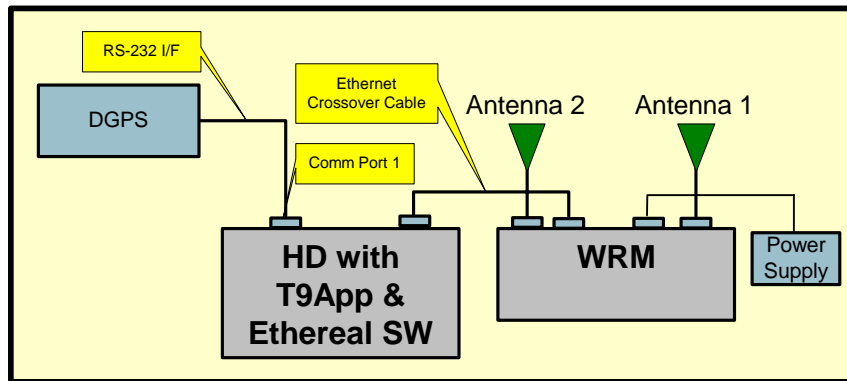 RS-232 I/F
Ethernet
Crossover Cable
Antenna 2
Antenna 1
DGPS
Comm Port 1
HD with
T9App &
Ethereal SW
WRM
Power
Supply